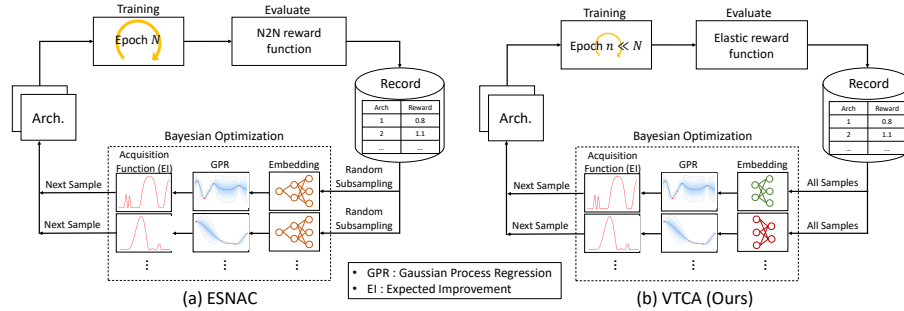 Training
Epoch N
Evaluate
N2N reward
function
Record
Arch Reward
1 0.8
2 1.1
... ...
Arch.
Bayesian Optimization
Acquisition
Function (EI)
GPR
Embedding
Random
Subsampling
Next Sample
Random
Subsampling
Next Sample
(a) ESNAC
• GPR : Gaussian Process Regression
• EI : Expected Improvement
Training
Epoch n ≪ N
Evaluate
Elastic reward
function
Record
Arch Reward
1 0.8
2 1.1
... ...
Arch.
Bayesian Optimization
Acquisition
Function (EI)
GPR
Embedding
All Samples
Next Sample
All Samples
Next Sample
(b) VTCA (Ours)